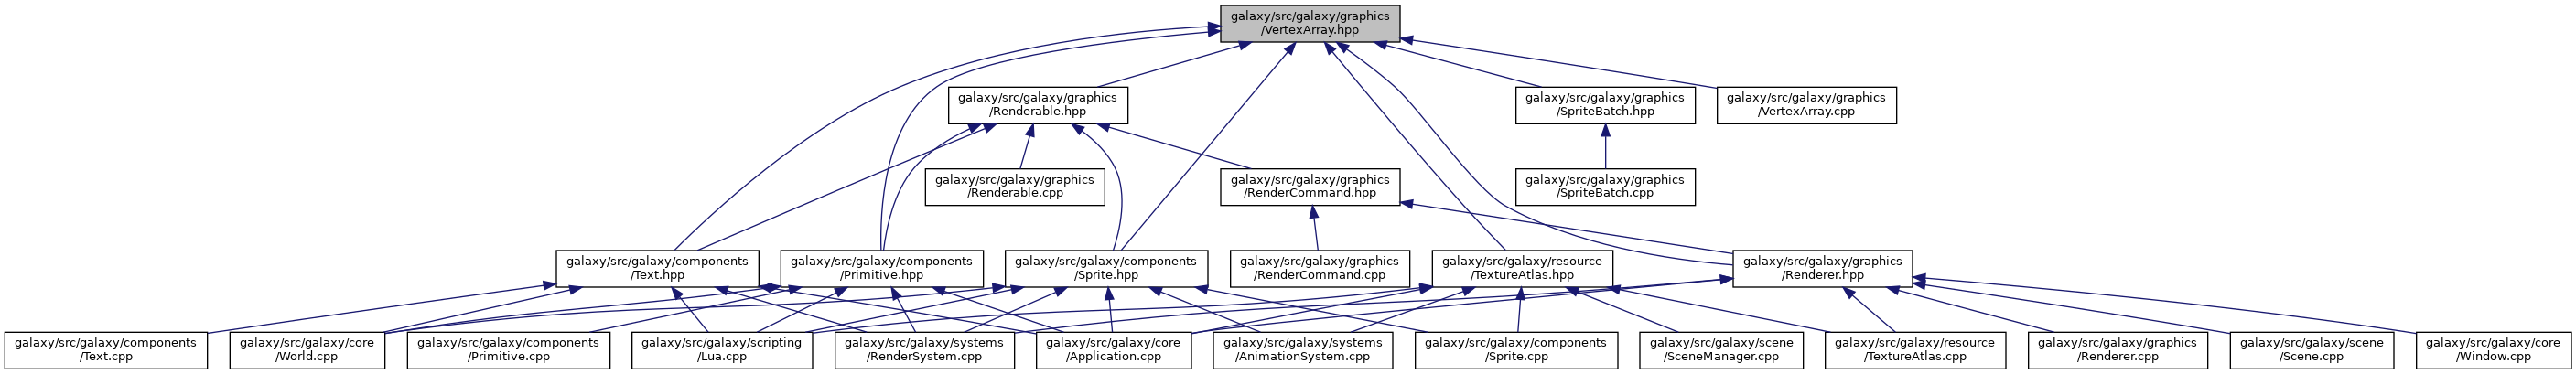 galaxy/src/galaxy/graphics
/VertexArray.hpp
galaxy/src/galaxy/graphics
/Renderable.hpp
galaxy/src/galaxy/graphics
/SpriteBatch.hpp
galaxy/src/galaxy/graphics
/VertexArray.cpp
galaxy/src/galaxy/graphics
/Renderable.cpp
galaxy/src/galaxy/graphics
/RenderCommand.hpp
galaxy/src/galaxy/graphics
/SpriteBatch.cpp
galaxy/src/galaxy/components
/Text.hpp
galaxy/src/galaxy/components
/Primitive.hpp
galaxy/src/galaxy/components
/Sprite.hpp
galaxy/src/galaxy/graphics
/RenderCommand.cpp
galaxy/src/galaxy/resource
/TextureAtlas.hpp
galaxy/src/galaxy/graphics
/Renderer.hpp
galaxy/src/galaxy/components
/Text.cpp
galaxy/src/galaxy/core
/World.cpp
galaxy/src/galaxy/components
/Primitive.cpp
galaxy/src/galaxy/scripting
/Lua.cpp
galaxy/src/galaxy/systems
/RenderSystem.cpp
galaxy/src/galaxy/core
/Application.cpp
galaxy/src/galaxy/systems
/AnimationSystem.cpp
galaxy/src/galaxy/components
/Sprite.cpp
galaxy/src/galaxy/scene
/SceneManager.cpp
galaxy/src/galaxy/resource
/TextureAtlas.cpp
galaxy/src/galaxy/graphics
/Renderer.cpp
galaxy/src/galaxy/scene
/Scene.cpp
galaxy/src/galaxy/core
/Window.cpp